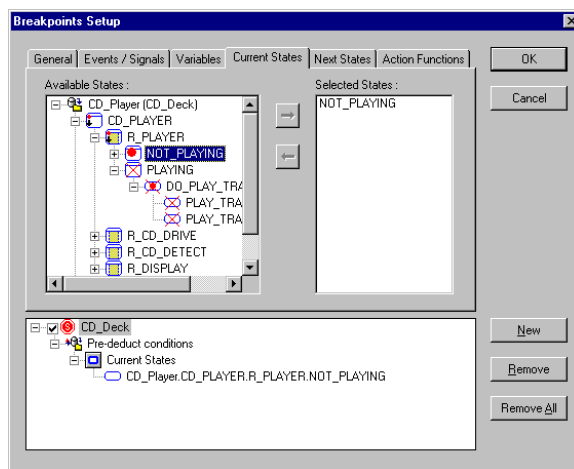 Breakpoints Setup
General
Events / Signals
Variables
Current States
Next States
Action Functions
OK
Cancel
Available States :
Selected States :
CD_Player (CD_Deck)
CD_PLAYER
R_PLAYER
NOT_PLAYING
PLAYING
DO_PLAY_TRA
PLAY_TRA
PLAY_TRA
R_CD_DRIVE
R_CD_DETECT
R_DISPLAY
NOT_PLAYING
CD_Deck
Pre-deduct conditions
Current States
CD_Player.CD_PLAYER.R_PLAYER.NOT_PLAYING
New
Remove
Remove All